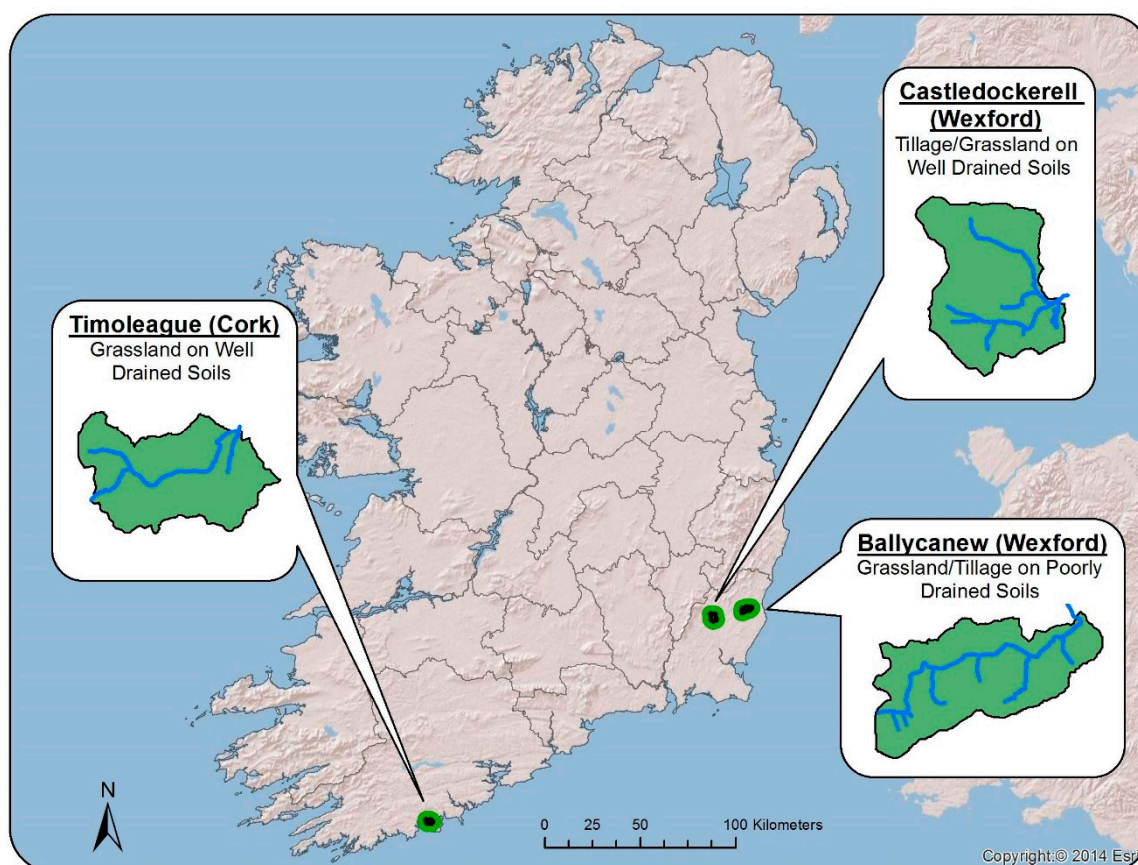 Castledockerell
(Wexford)
Tillage/Grassland on
Well Drained Soils
Timoleague (Cork)
Grassland on Well
Drained Soils
Ballycanew (Wexford)
Grassland/Tillage on Poorly
Drained Soils
N
0 25 50 100 Kilometers
Copyright:© 2014 Esri